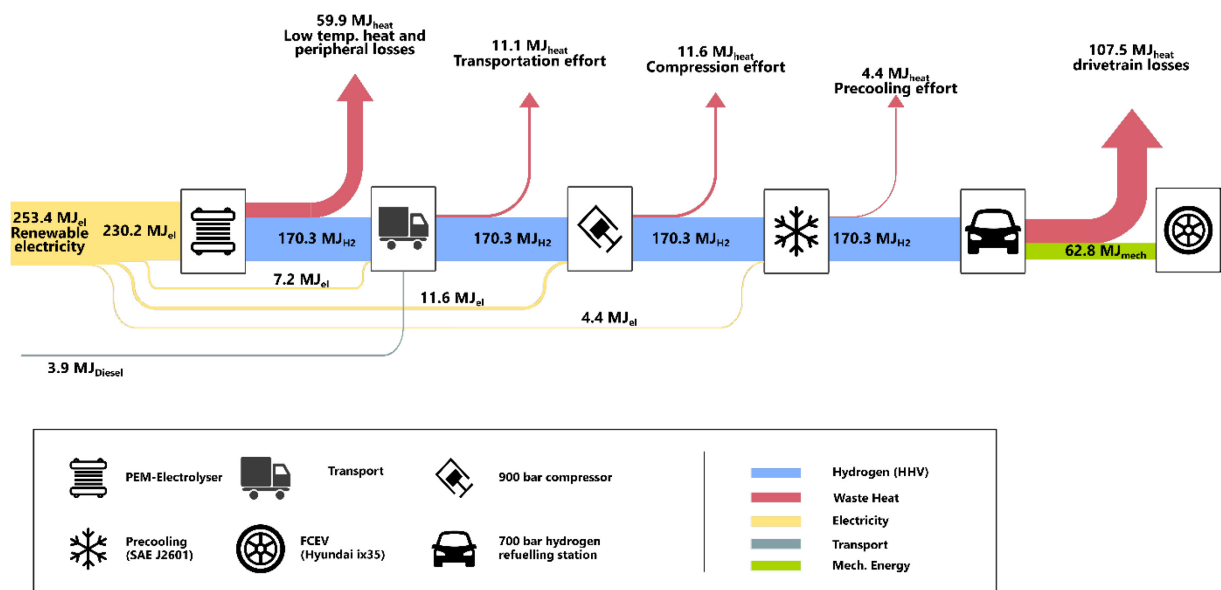 59.9 MJheat
Low temp. heat and
peripheral losses
11.1 MJheat
Transportation effort
11.6 MJheat
Compression effort
4.4 MJheat
Precooling effort
107.5 MJheat
drivetrain losses
253.4 MJel
Renewable
electricity
230.2 MJel
170.3 MJH2
170.3 MJH2
170.3 MJH2
170.3 MJH2
62.8 MJmech
7.2 MJel
11.6 MJel
4.4 MJel
3.9 MJDiesel
PEM-Electrolyser
Transport
900 bar compressor
Precooling
(SAE J2601)
FCEV
(Hyundai ix35)
700 bar hydrogen
refuelling station
Hydrogen (HHV)
Waste Heat
Electricity
Transport
Mech. Energy